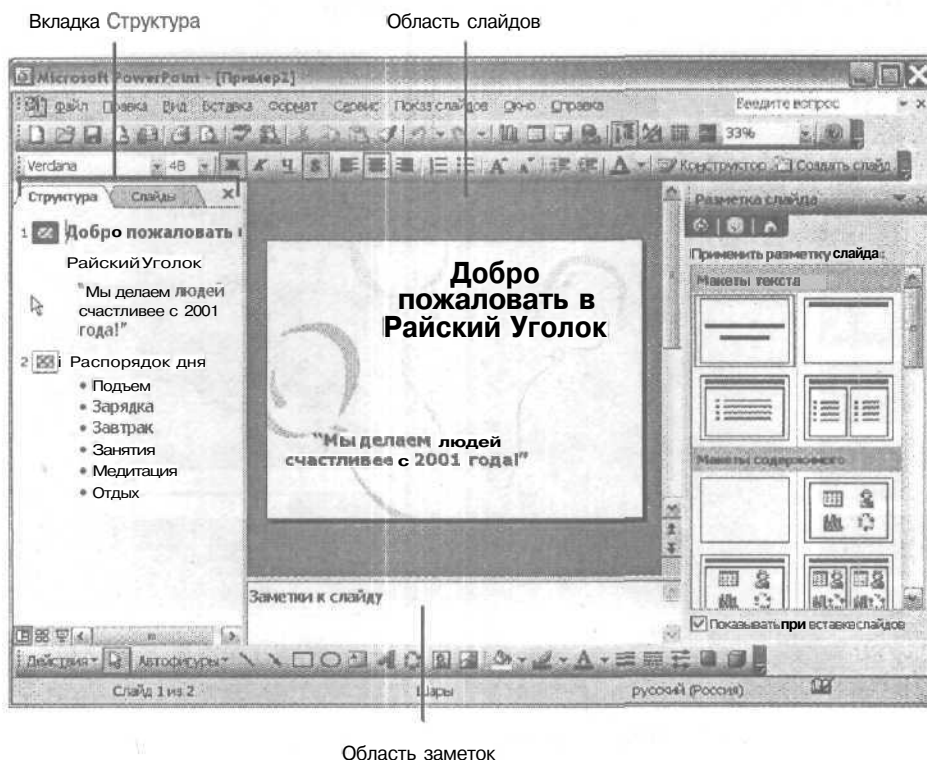 Вкладка Структура
Область слайдов
Microsoft PowerPoint - [Пример2]
Файл Правка Вид Вставка Формат Сервис Показ слайдов Окно Справка Введите вопрос
33%
Verdana 48 Ж К Ч S Конструктор Создать слайд
Структура Слайды
Разметка слайда
1 Добро пожаловать
Райский Уголок
"Мы делаем людей
счастливее с 2001
года!"
2 Распорядок дня
• Подъем
• Зарядка
• Завтрак
• Занятия
• Медитация
• Отдых
Добро
пожаловать в
Райский Уголок
"Мы делаем людей
счастливее с 2001 года!"
Применить разметку слайда:
Макеты текста
Макеты содержимого
Заметки к слайду
Показывать при вставке слайдов
Действия Автофигуры
Слайд 1 из 2 Шары русский (Россия)
Область заметок